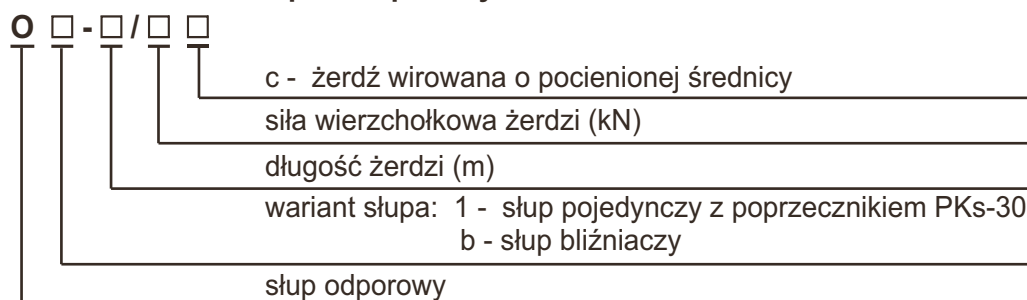 O □ - □ / □ □
c - żerdź wirowana o pocienionej średnicy
siła wierzchołkowa żerdzi (kN)
długość żerdzi (m)
wariant słupa: 1 - słup pojedynczy z poprzecznikiem PKs-30
b - słup bliźniaczy
słup odporowy